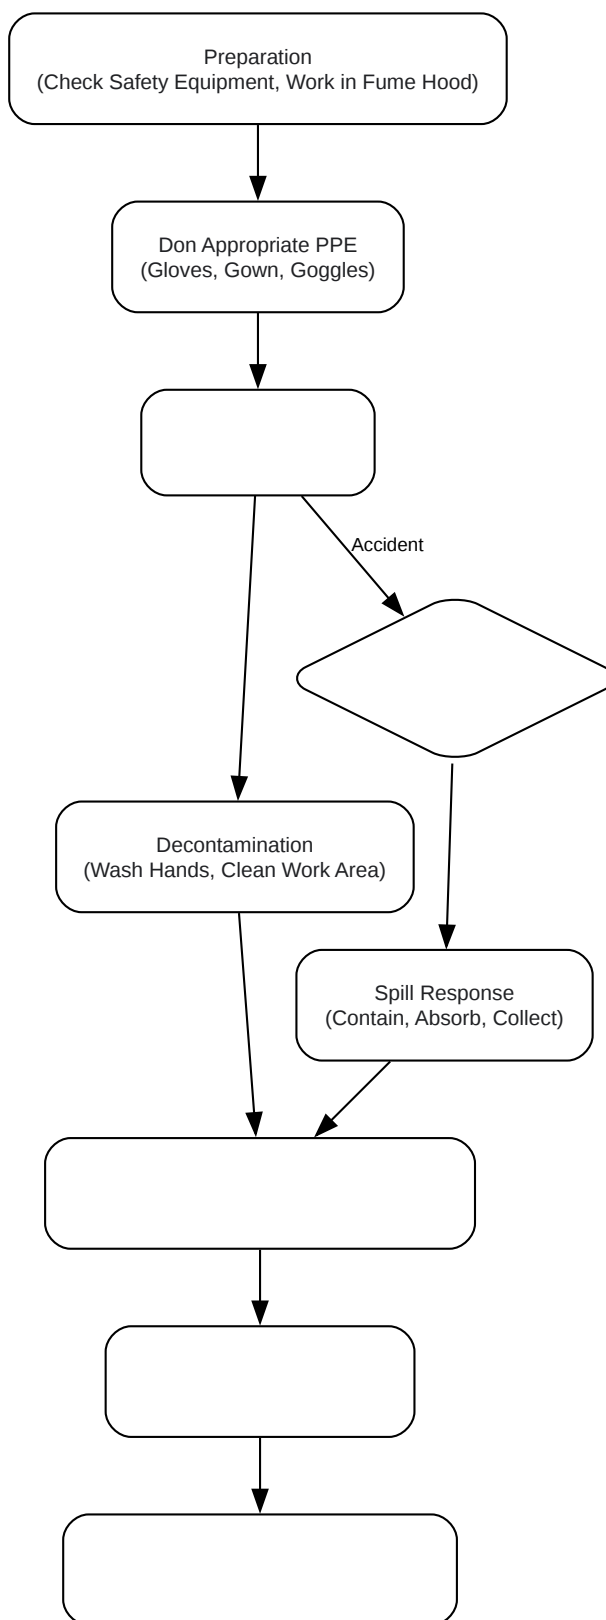 Preparation
(Check Safety Equipment, Work in Fume Hood)
Don Appropriate PPE
(Gloves, Gown, Goggles)
Accident
Decontamination
(Wash Hands, Clean Work Area)
Spill Response
(Contain, Absorb, Collect)